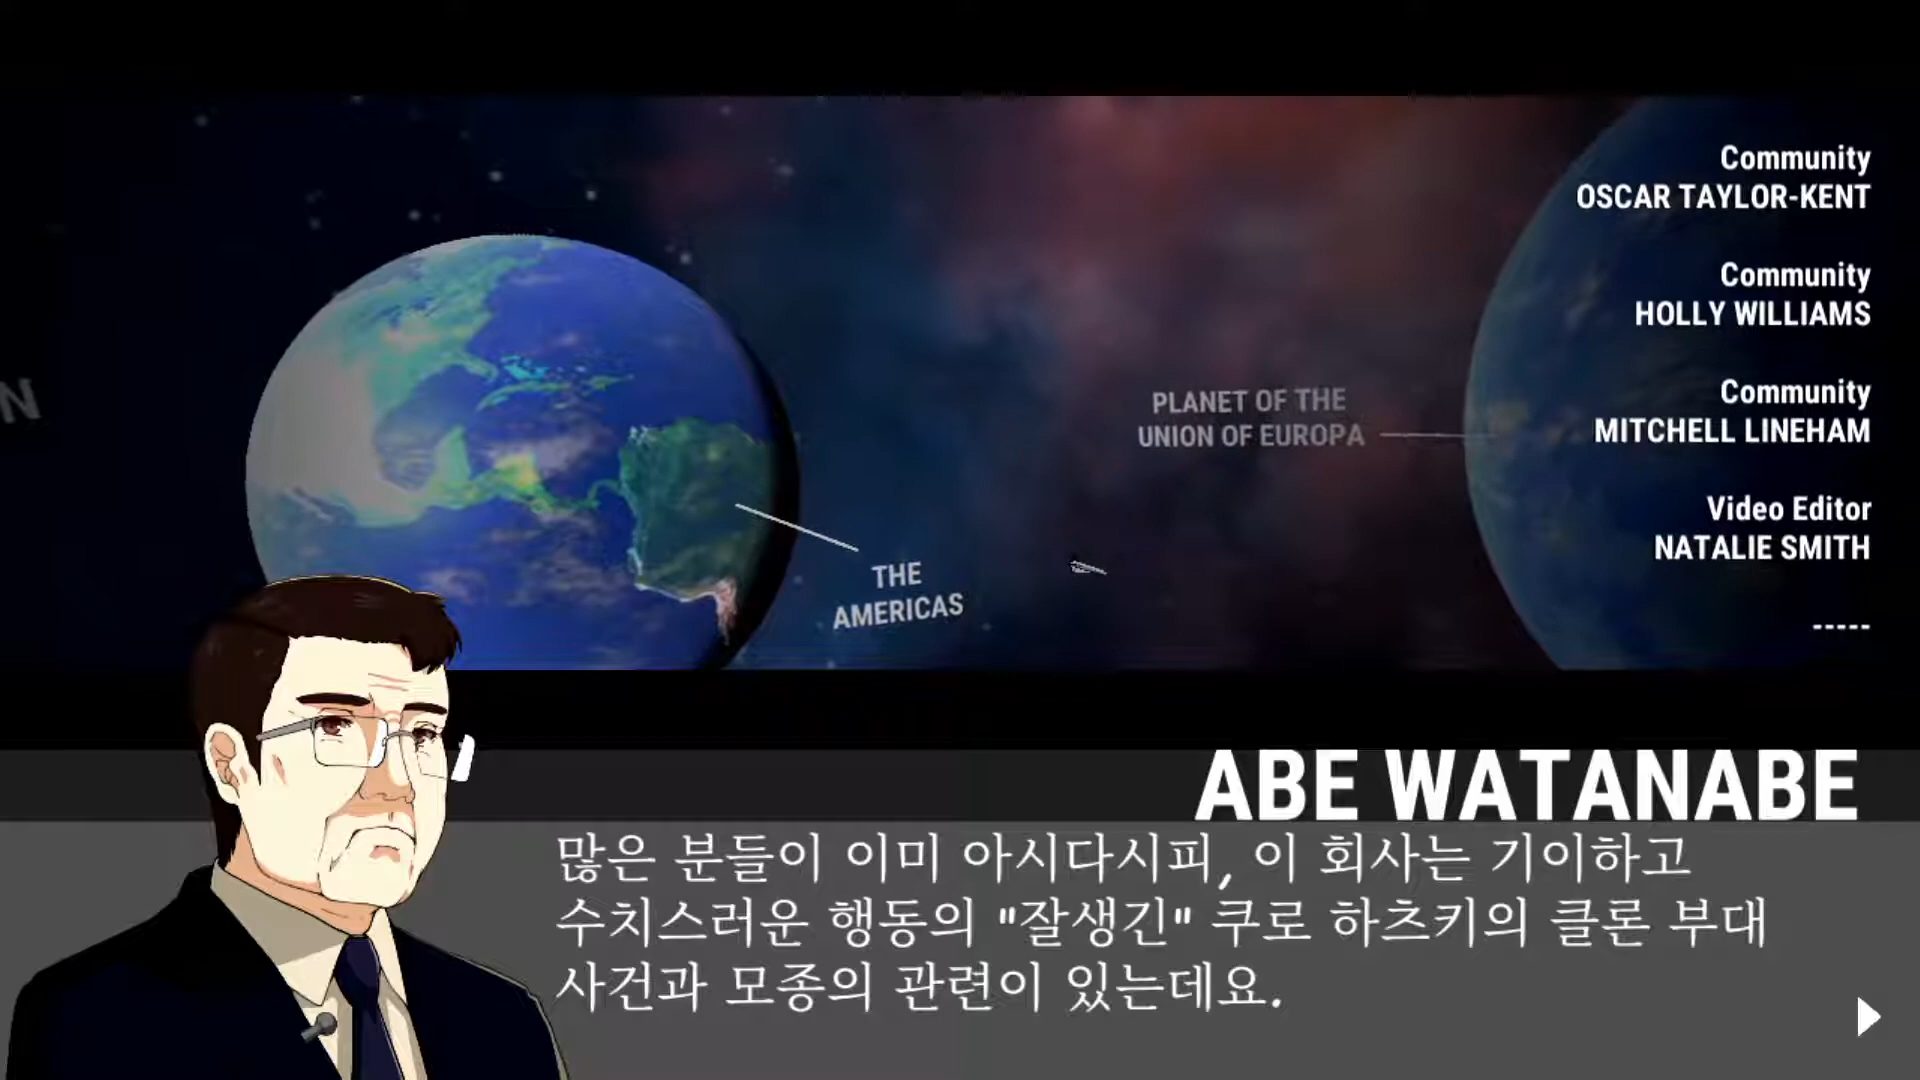 Community
OSCAR TAYLOR-KENT
Community
HOLLY WILLIAMS
Community
MITCHELL LINEHAM
Video Editor
NATALIE SMITH
-----
N
PLANET OF THE
UNION OF EUROPA
THE
AMERICAS
ABE WATANABE
많은 분들이 이미 아시다시피, 이 회사는 기이하고
수치스러운 행동의 "잘생긴" 쿠로 하츠키의 클론 부대
사건과 모종의 관련이 있는데요.